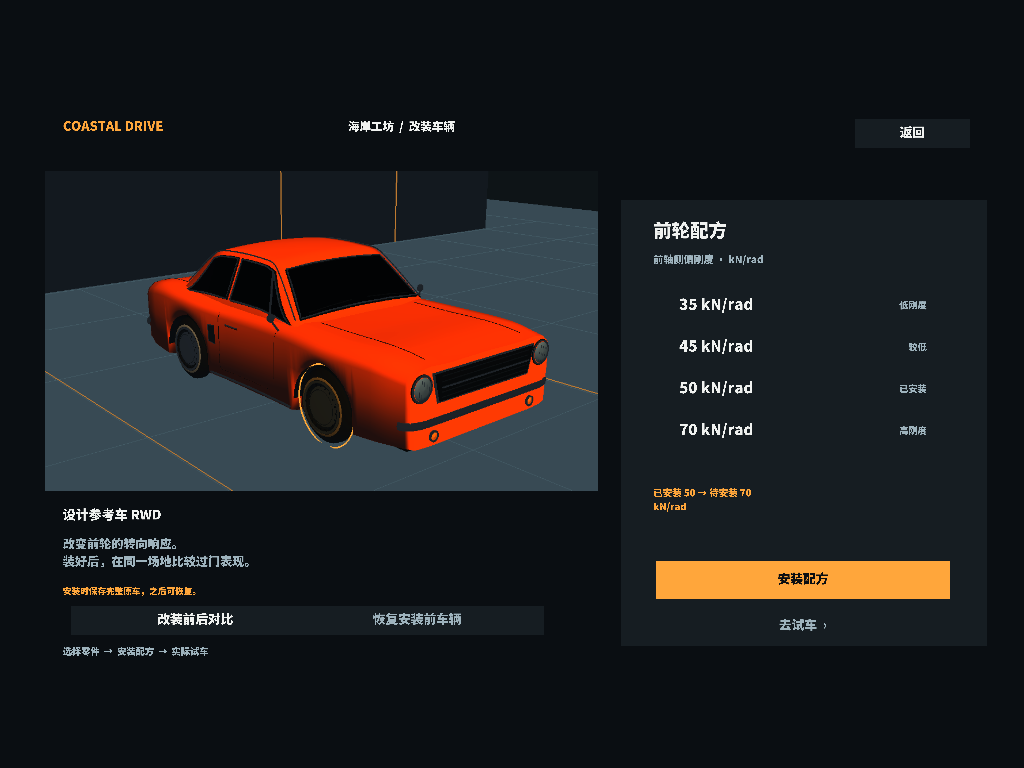 COASTAL DRIVE
海岸工坊 / 改装车辆
返回
前轮配方
前轴侧偏刚度 · kN/rad
35 kN/rad 低刚度
45 kN/rad 较低
50 kN/rad 已安装
70 kN/rad 高刚度
已安装 50 → 待安装 70
kN/rad
安装配方
去试车 ›
设计参考车 RWD
改变前轮的转向响应。
装好后，在同一场地比较过门表现。
安装时保存完整原车，之后可恢复。
改装前后对比 恢复安装前车辆
选择零件 → 安装配方 → 实际试车